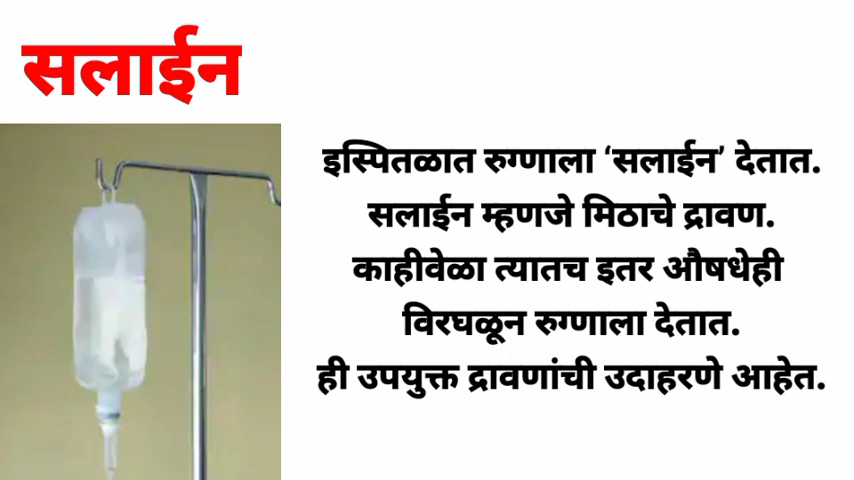 सलाईन
इस्पितळात रुग्णाला ‘सलाईन’ देतात.
सलाईन म्हणजे मिठाचे द्रावण.
काहीवेळा त्यातच इतर औषधेही
विरघळून रुग्णाला देतात.
ही उपयुक्त द्रावणांची उदाहरणे आहेत.